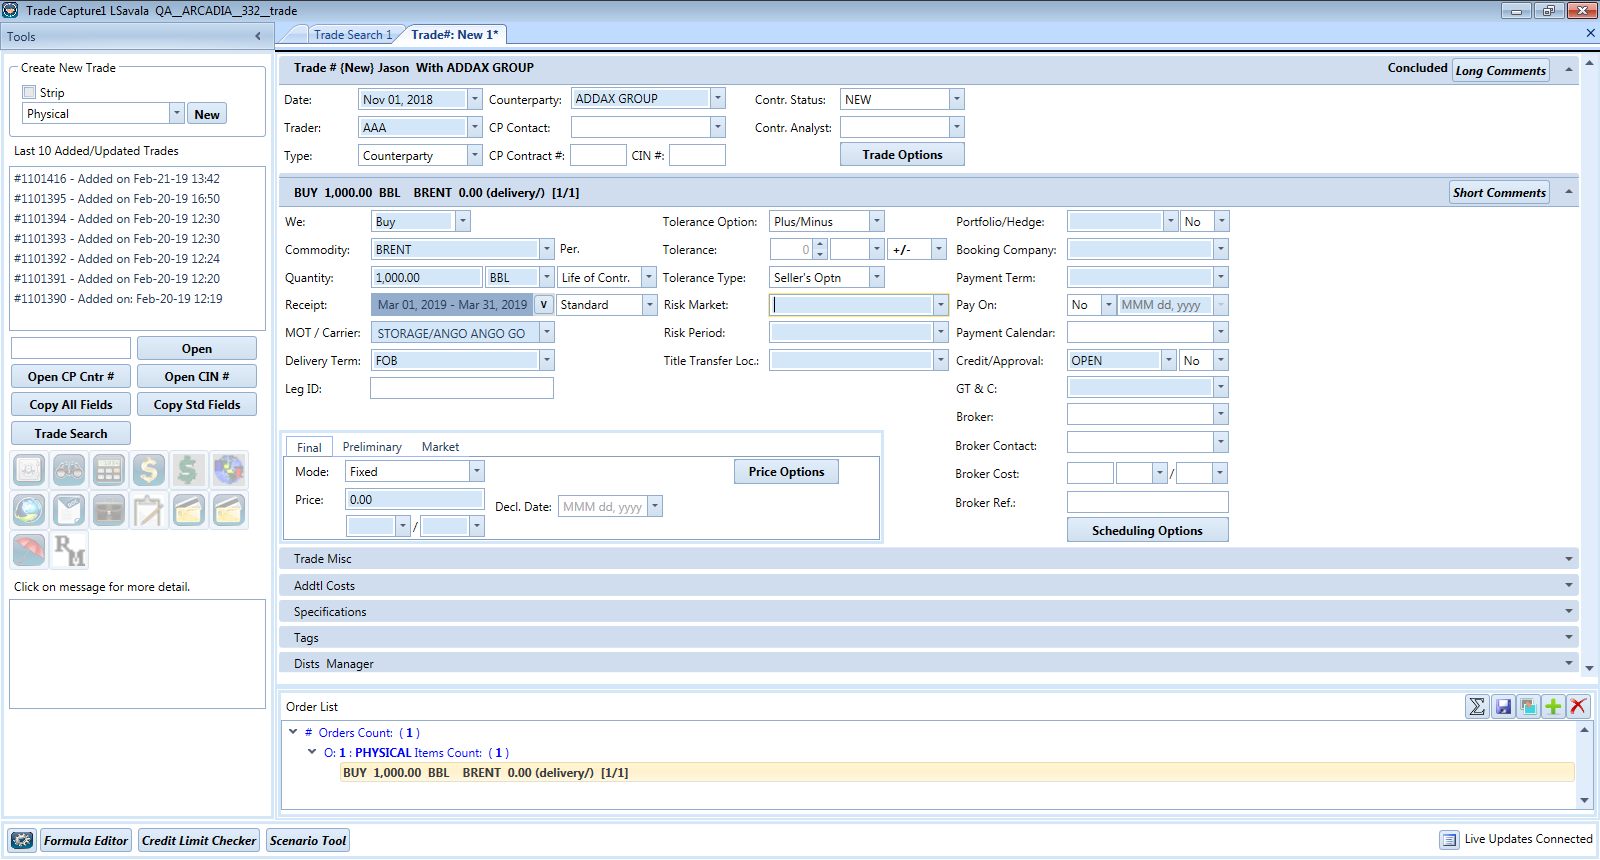 Trade Capture1 LSavala  QA__ARCADIA__332__trade
Tools
Trade Search 1
Trade#: New 1*
Create New Trade
Strip
Physical
New
Last 10 Added/Updated Trades
#1101416 - Added on Feb-21-19 13:42
#1101395 - Added on Feb-20-19 16:50
#1101394 - Added on Feb-20-19 12:30
#1101393 - Added on Feb-20-19 12:30
#1101392 - Added on Feb-20-19 12:24
#1101391 - Added on Feb-20-19 12:20
#1101390 - Added on: Feb-20-19 12:19
Open
Open CP Cntr #
Open CIN #
Copy All Fields
Copy Std Fields
Trade Search
RM
Click on message for more detail.
Trade # {New} Jason  With ADDAX GROUP
Concluded
Long Comments
Date: Nov 01, 2018 Counterparty: ADDAX GROUP Contr. Status: NEW
Trader: AAA CP Contact: Contr. Analyst:
Type: Counterparty CP Contract #: CIN #: Trade Options
BUY  1,000.00  BBL    BRENT  0.00 (delivery/)  [1/1]
Short Comments
We: Buy Tolerance Option: Plus/Minus Portfolio/Hedge: No
Commodity: BRENT Per. Tolerance: 0 +/- Booking Company:
Quantity: 1,000.00 BBL Life of Contr. Tolerance Type: Seller's Optn Payment Term:
Receipt: Mar 01, 2019 - Mar 31, 2019 v Standard Risk Market: Pay On: No MMM dd, yyyy
MOT / Carrier: STORAGE/ANGO ANGO GO Risk Period: Payment Calendar:
Delivery Term: FOB Title Transfer Loc.: Credit/Approval: OPEN No
Leg ID: GT & C:
Broker:
Broker Contact:
Broker Cost: /
Broker Ref.:
Scheduling Options
Final Preliminary Market
Mode: Fixed Price Options
Price: 0.00 Decl. Date: MMM dd, yyyy
/
Trade Misc
Addtl Costs
Specifications
Tags
Dists  Manager
Order List
# Orders Count: ( 1 )
O: 1 : PHYSICAL Items Count: ( 1 )
BUY  1,000.00  BBL    BRENT  0.00 (delivery/)  [1/1]
Formula Editor
Credit Limit Checker
Scenario Tool
Live Updates Connected